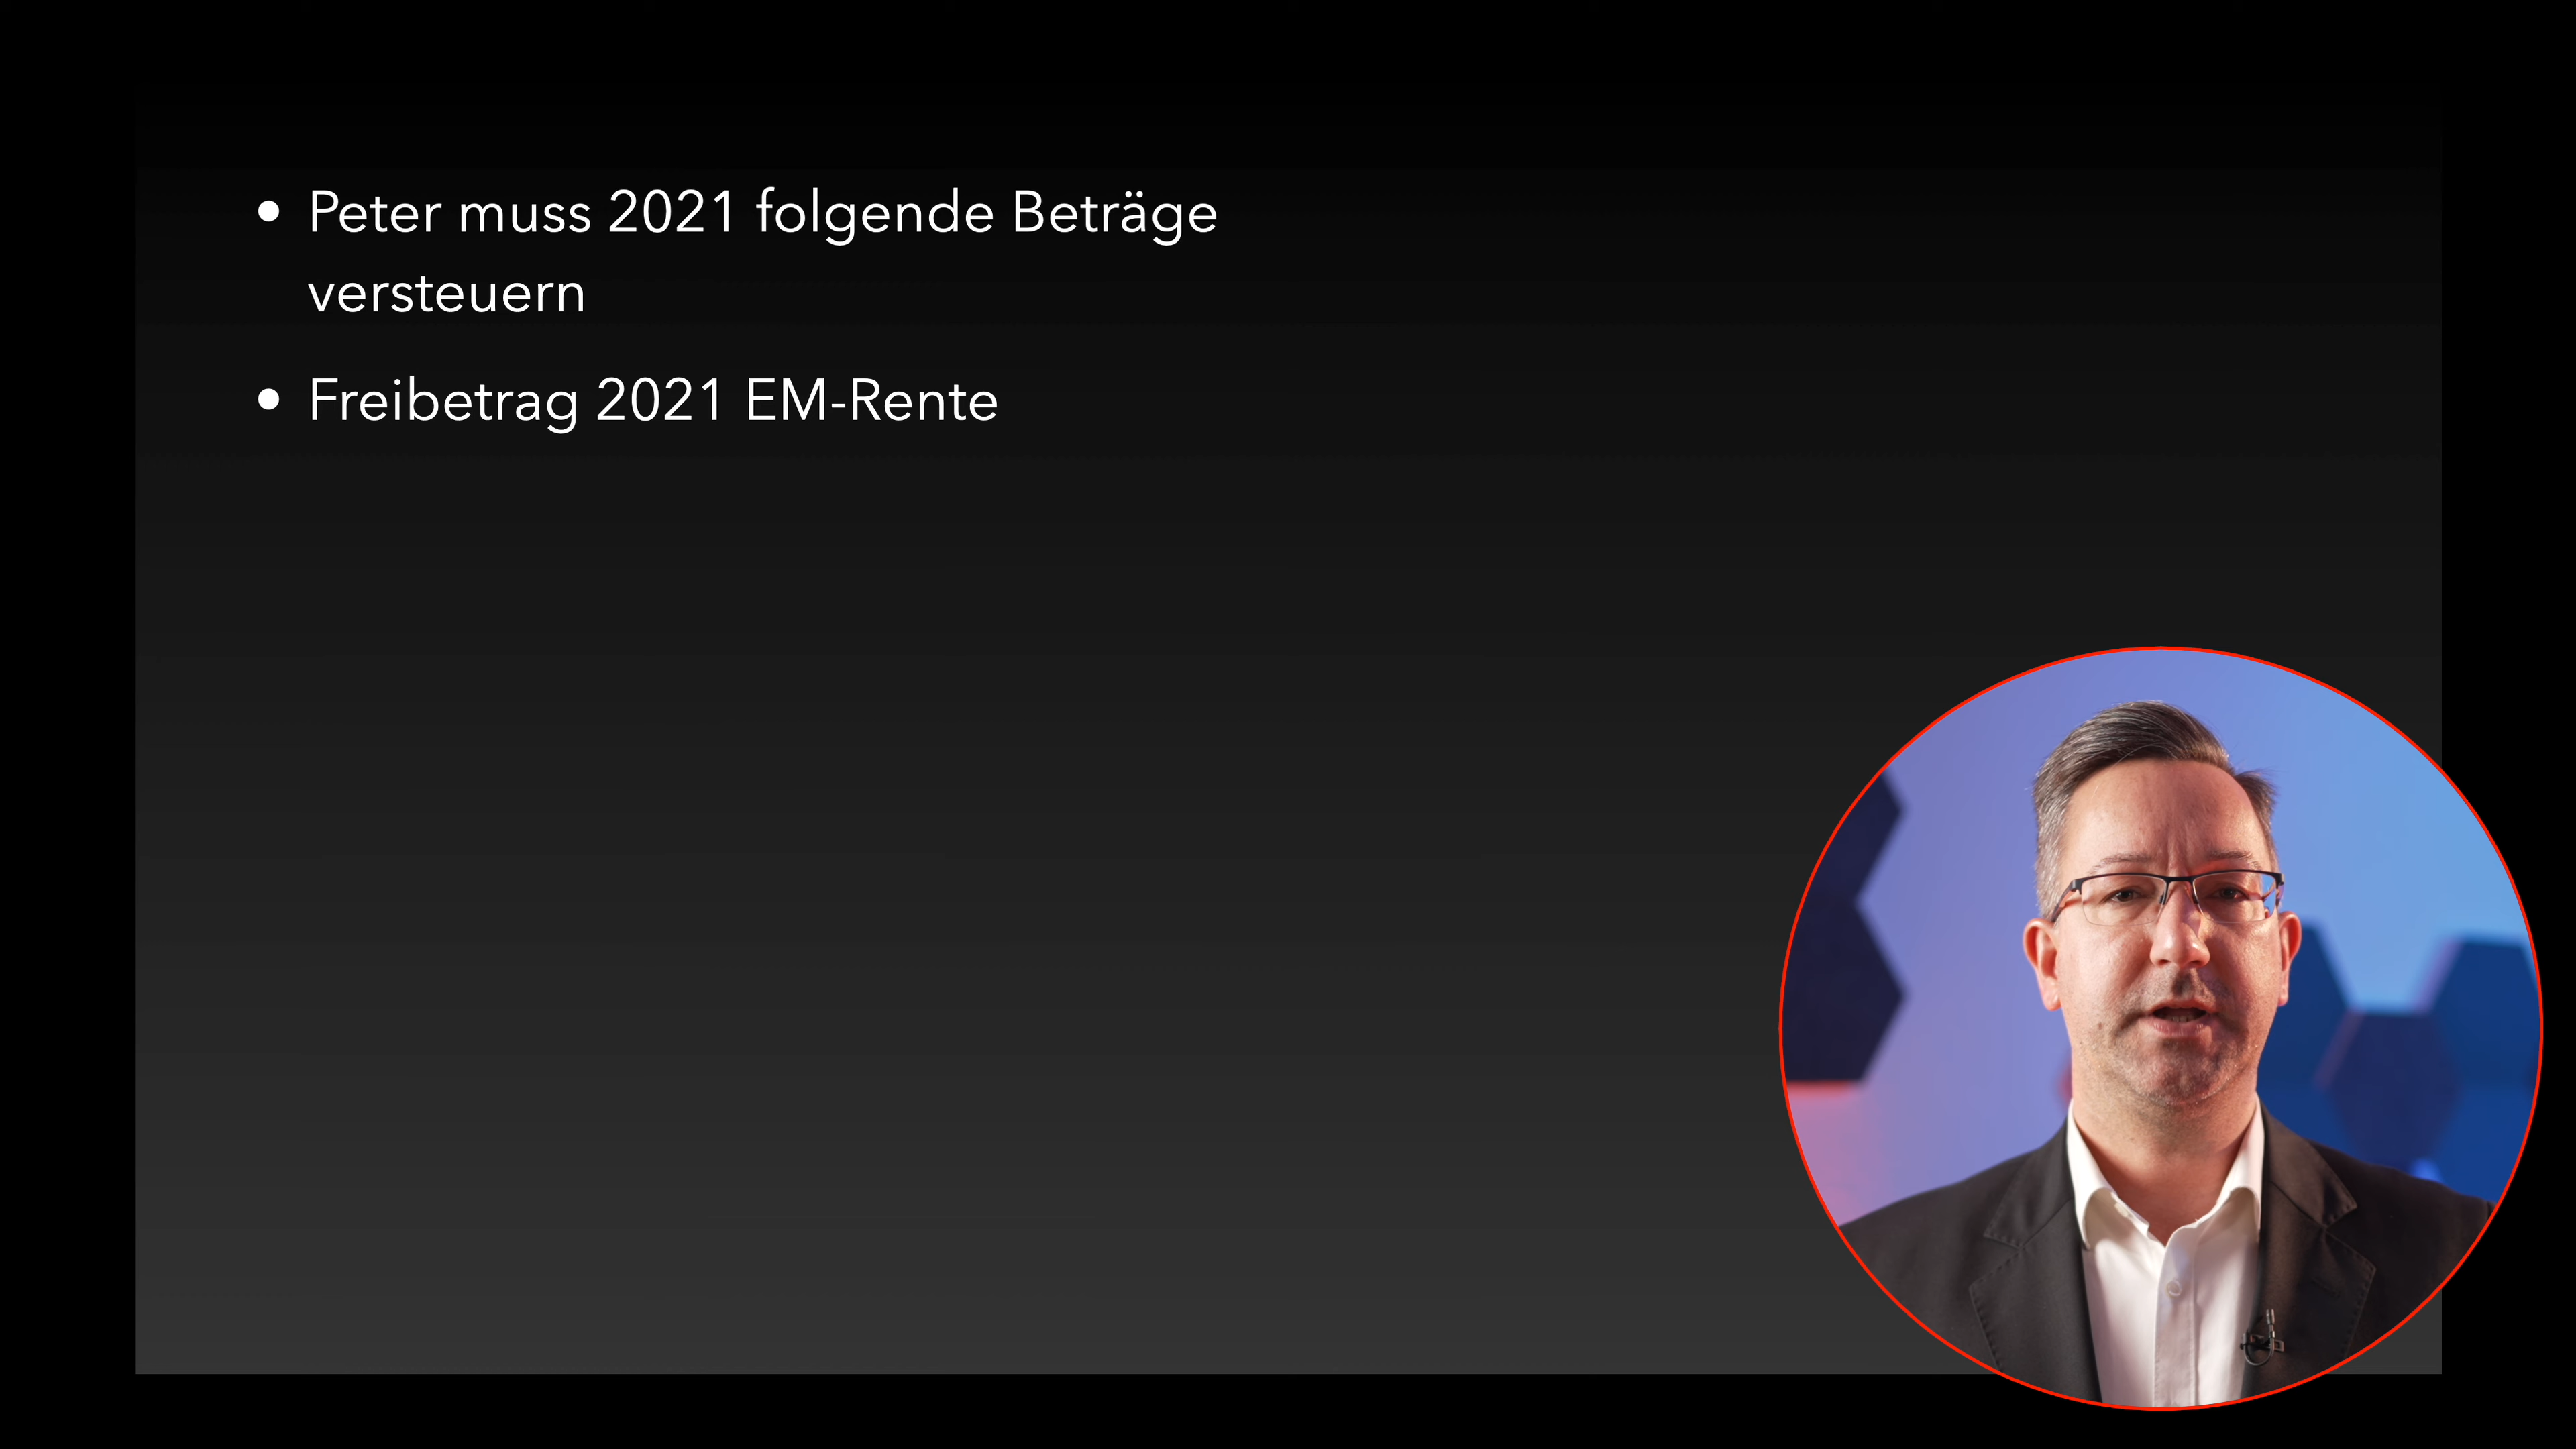 • Peter muss 2021 folgende Beträge
versteuern
• Freibetrag 2021 EM-Rente